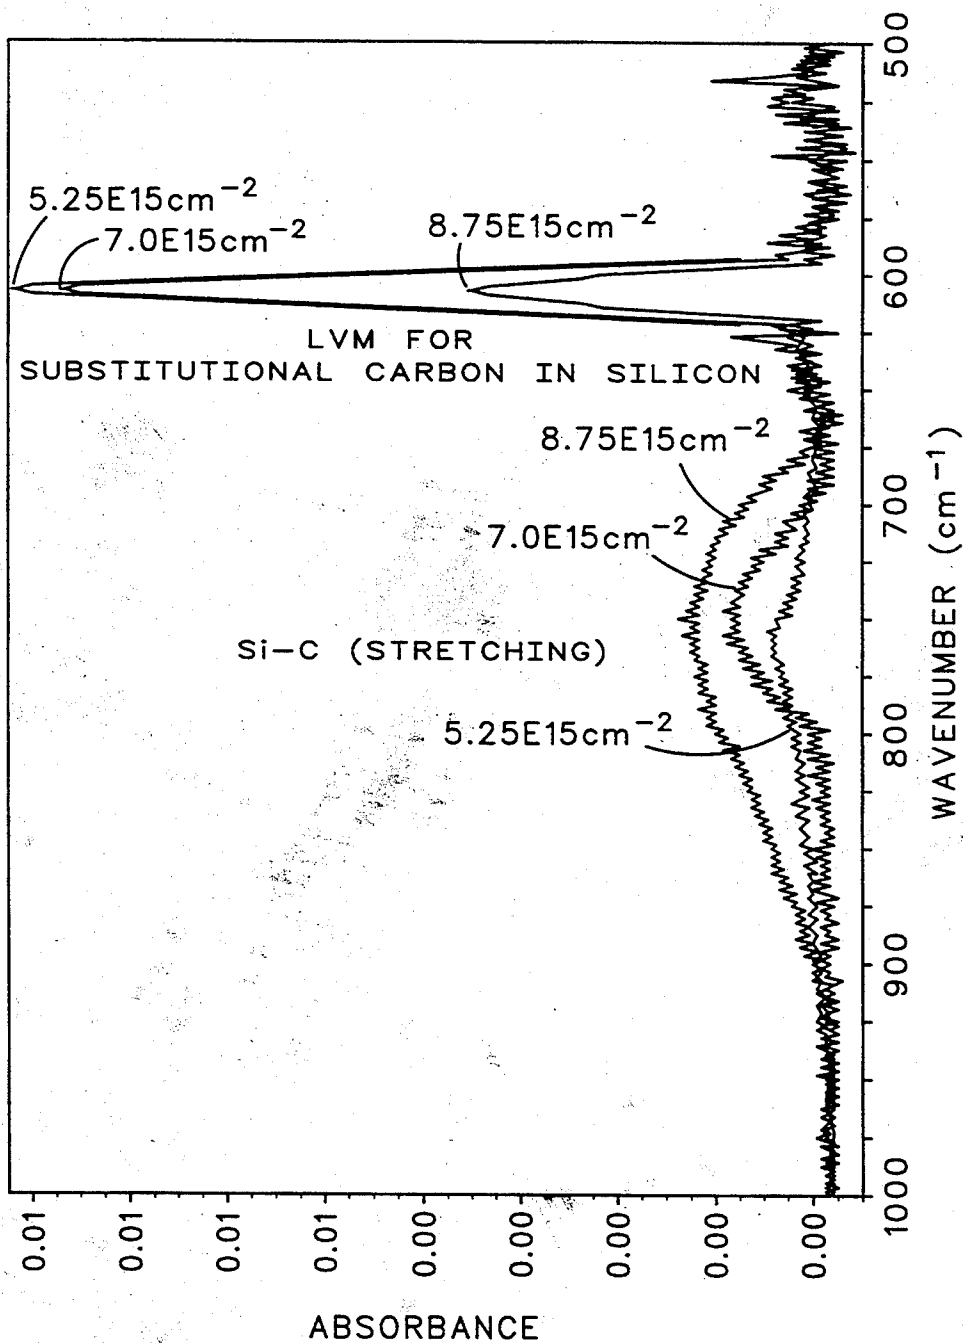 5.25E15cm⁻²
7.0E15cm⁻²
8.75E15cm⁻²
LVM FOR
SUBSTITUTIONAL CARBON IN SILICON
8.75E15cm⁻²
7.0E15cm⁻²
Si-C (STRETCHING)
5.25E15cm⁻²
500
600
700
800
900
1000
WAVENUMBER (cm⁻¹)
0.01
0.01
0.01
0.01
0.00
0.00
0.00
0.00
0.00
ABSORBANCE